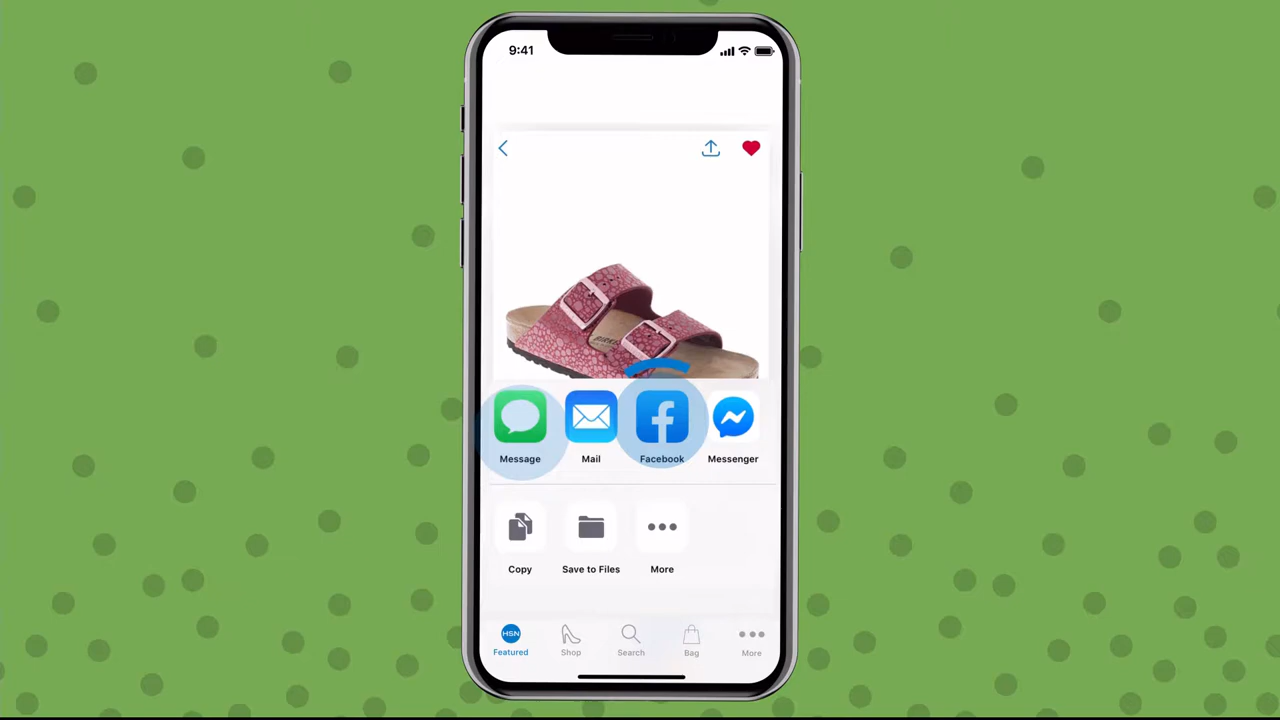 9:41
Message Mail Facebook Messenger
Copy Save to Files More
HSN
Featured Shop Search Bag More